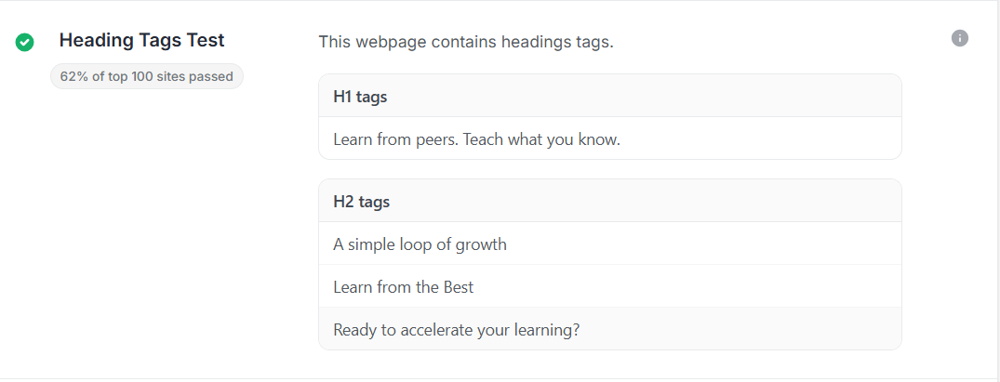 Heading Tags Test
62% of top 100 sites passed
This webpage contains headings tags.
H1 tags
Learn from peers. Teach what you know.
H2 tags
A simple loop of growth
Learn from the Best
Ready to accelerate your learning?